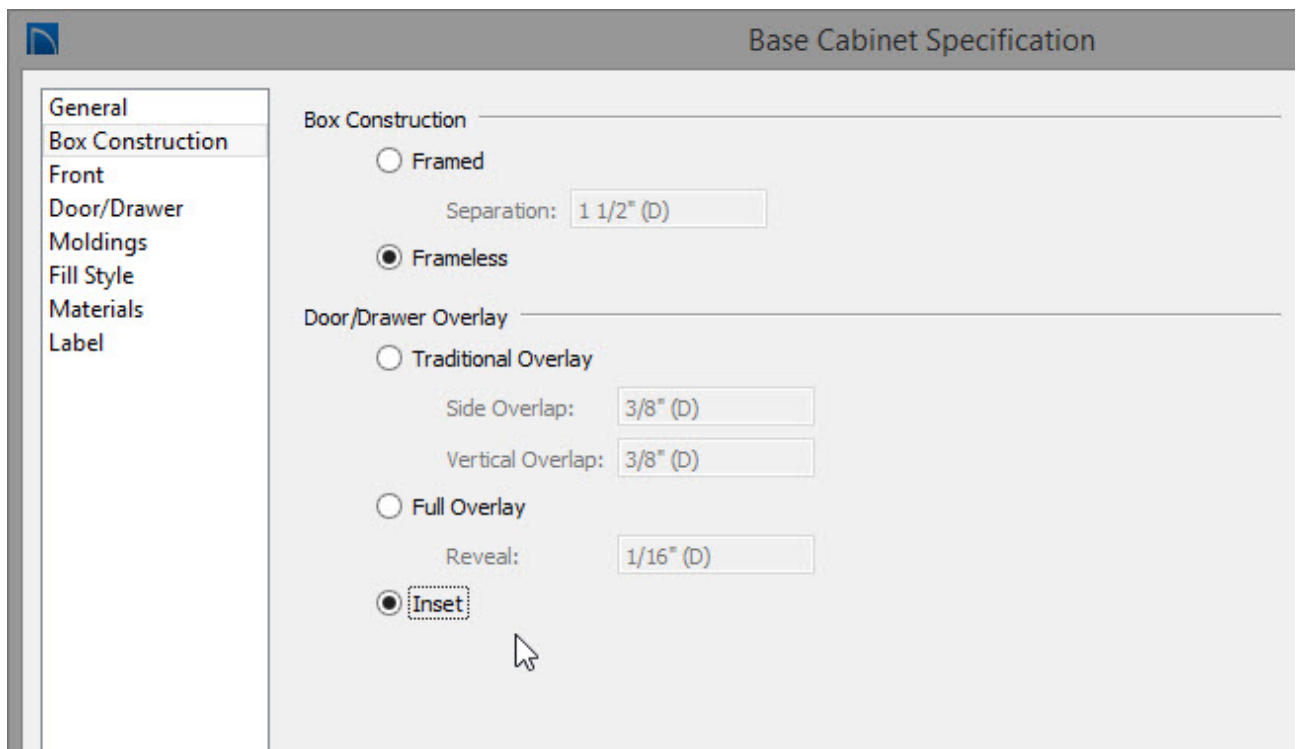 Base Cabinet Specification
General
Box Construction
Front
Door/Drawer
Moldings
Fill Style
Materials
Label
Box Construction
Framed
Separation: 1 1/2" (D)
Frameless
Door/Drawer Overlay
Traditional Overlay
Side Overlap: 3/8" (D)
Vertical Overlap: 3/8" (D)
Full Overlay
Reveal: 1/16" (D)
Inset